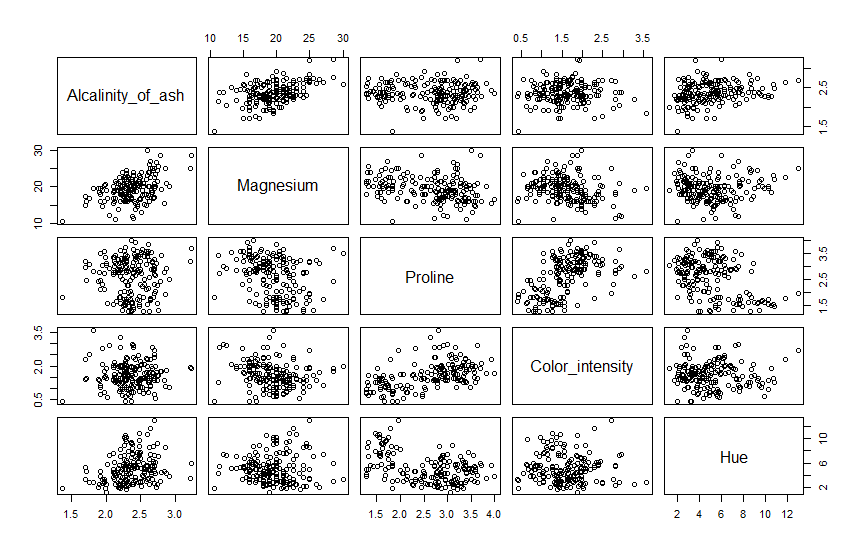 10 15 20 25 30 0.5 1.5 2.5 3.5
Alcalinity_of_ash 1.5 2.5
10 20 30 Magnesium
Proline 1.5 2.5 3.5
0.5 2.0 3.5 Color_intensity
Hue 2 6 10
1.5 2.0 2.5 3.0 1.5 2.0 2.5 3.0 3.5 4.0 2 4 6 8 10 12